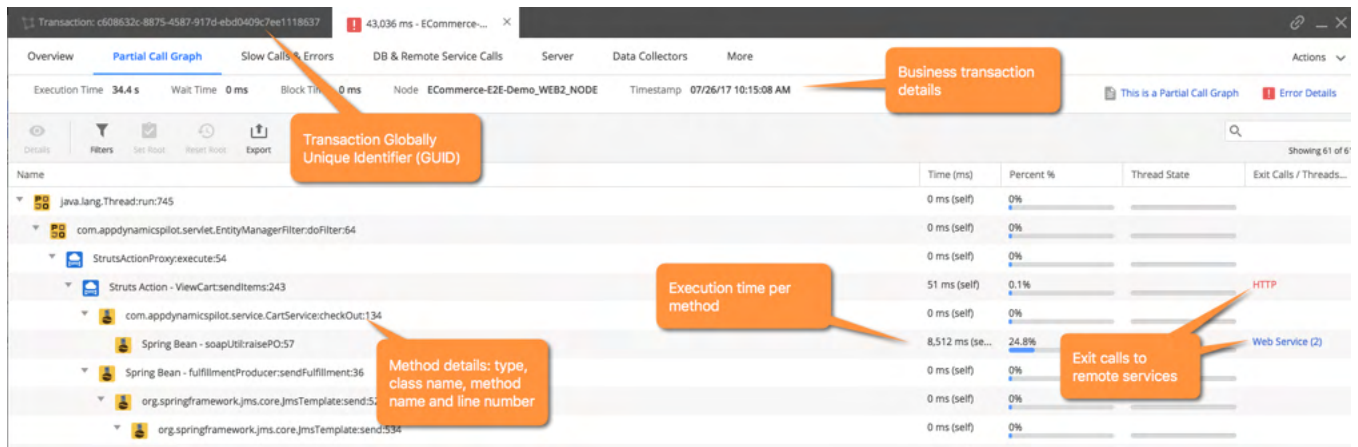 Transaction: c608632c-8875-4587-917d-ebd0409c7ee1118637
43,036 ms - ECommerce-...
Overview Partial Call Graph Slow Calls & Errors DB & Remote Service Calls Server Data Collectors More Actions
Execution Time 34.4 s Wait Time 0 ms Block Time 0 ms Node ECommerce-E2E-Demo_WEB2_NODE Timestamp 07/26/17 10:15:08 AM
Business transaction
details
This is a Partial Call Graph Error Details
Details Filters Set Root Reset Root Export
Transaction Globally
Unique Identifier (GUID)
Showing 61 of 61
Name Time (ms) Percent % Thread State Exit Calls / Threads...
java.lang.Thread:run:745 0 ms (self) 0%
com.appdynamicspilot.servlet.EntityManagerFilter:doFilter:64 0 ms (self) 0%
StrutsActionProxy:execute:54 0 ms (self) 0%
Struts Action - ViewCart:sendItems:243 51 ms (self) 0.1% HTTP
Execution time per
method
com.appdynamicspilot.service.CartService:checkOut:134 0 ms (self) 0%
Spring Bean - soapUtil:raisePO:57 8,512 ms (se... 24.8% Web Service (2)
Method details: type,
class name, method
name and line number
Exit calls to
remote services
Spring Bean - fulfillmentProducer:sendFulfillment:36 0 ms (self) 0%
org.springframework.jms.core.JmsTemplate:send:52 0 ms (self) 0%
org.springframework.jms.core.JmsTemplate:send:534 0 ms (self) 0%